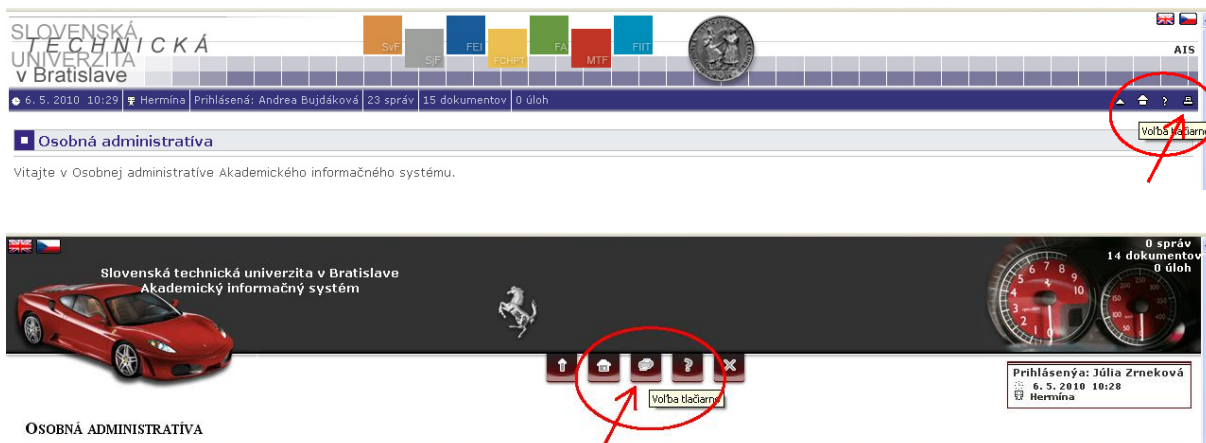 SLOVENSKÁ
TECHNICKÁ
UNIVERZITA
v Bratislave
SvF
SjF
FEI
FCHPT
FA
MTF
FIIT
AIS
6. 5. 2010 10:29 Hermína Prihlásená: Andrea Bujdáková 23 správ 15 dokumentov 0 úloh
?
Voľba tlačiarne
Osobná administratíva
Vitajte v Osobnej administratíve Akademického informačného systému.
0 správ
14 dokumentov
0 úloh
Slovenská technická univerzita v Bratislave
Akademický informačný systém
?
Voľba tlačiarne
Prihlásenýa: Júlia Zrneková
6. 5. 2010 10:28
Hermína
OSOBNÁ ADMINISTRATÍVA